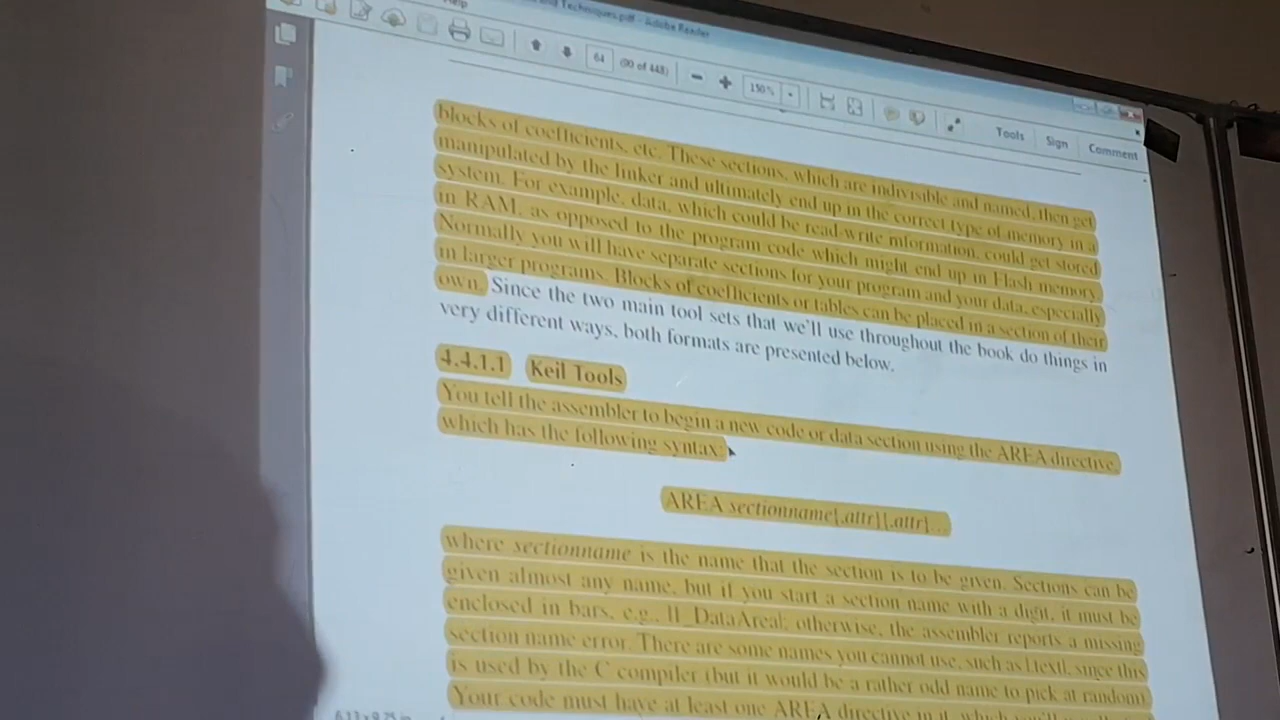 Help
and Techniques.pdf - Adobe Reader
64 (90 of 448) 150%
Tools Sign Comment
blocks of coefficients, etc. These sections, which are indivisible and named, then get
manipulated by the linker and ultimately end up in the correct type of memory in a
system. For example, data, which could be read-write information, could get stored
in RAM, as opposed to the program code which might end up in Flash memory.
Normally you will have separate sections for your program and your data, especially
in larger programs. Blocks of coefficients or tables can be placed in a section of their
own. Since the two main tool sets that we'll use throughout the book do things in
very different ways, both formats are presented below.
4.4.1.1 Keil Tools
You tell the assembler to begin a new code or data section using the AREA directive,
which has the following syntax:
AREA sectionname{,attr}{,attr}...
where sectionname is the name that the section is to be given. Sections can be
given almost any name, but if you start a section name with a digit, it must be
enclosed in bars, e.g., |1_DataArea|; otherwise, the assembler reports a missing
section name error. There are some names you cannot use, such as |.text|, since this
is used by the C compiler (but it would be a rather odd name to pick at random).
Your code must have at least one AREA directive in it, which